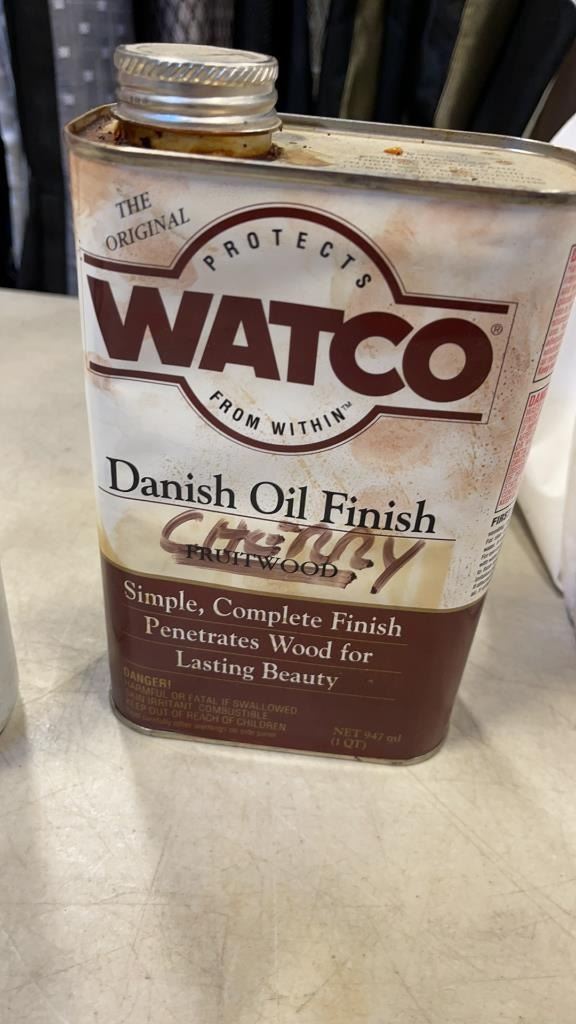 THE
ORIGINAL
PROTECTS
WATCO®
FROM WITHIN™
Danish Oil Finish
CHERRY
FRUITWOOD
Simple, Complete Finish
Penetrates Wood for
Lasting Beauty
DANGER!
HARMFUL OR FATAL IF SWALLOWED
SKIN IRRITANT. COMBUSTIBLE
KEEP OUT OF REACH OF CHILDREN
NET 947 ml
(1 QT)
FIRS